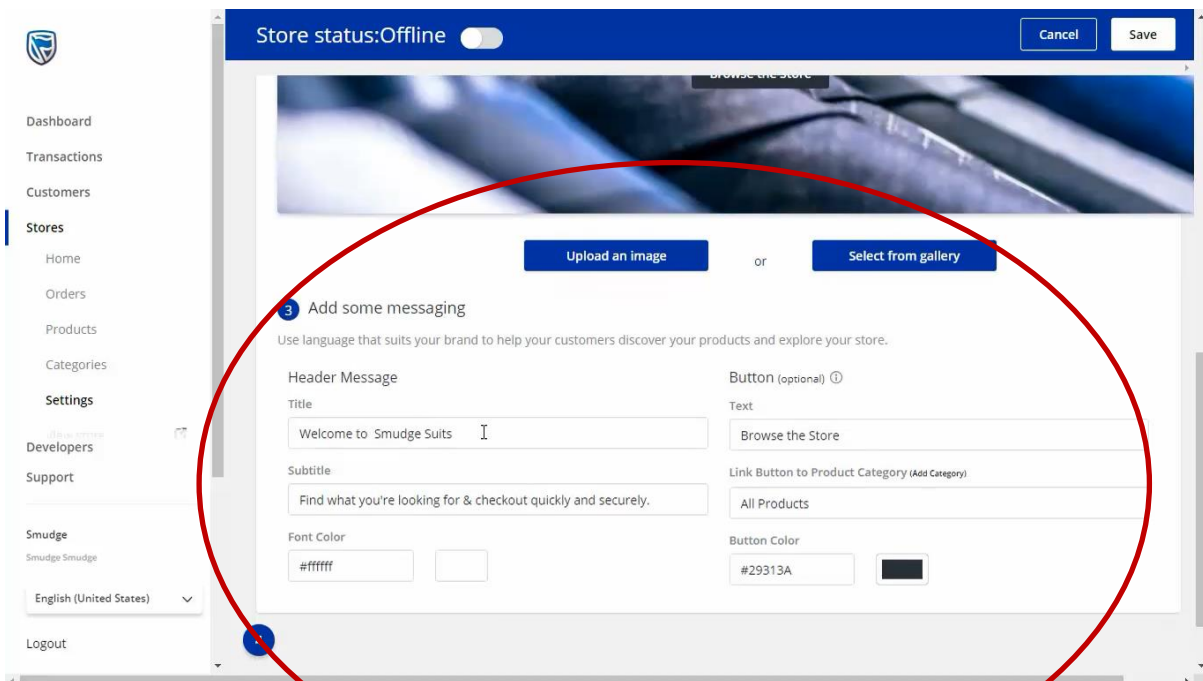 Store status:Offline
Cancel
Save
Browse the Store
Dashboard
Transactions
Customers
Stores
Home
Orders
Products
Categories
Settings
Developers
Support
Smudge
Smudge Smudge
English (United States)
Logout
Upload an image
or
Select from gallery
3 Add some messaging
Use language that suits your brand to help your customers discover your products and explore your store.
Header Message
Title
Welcome to Smudge Suits
Subtitle
Find what you're looking for & checkout quickly and securely.
Font Color
#ffffff
Button (optional)
Text
Browse the Store
Link Button to Product Category (Add Category)
All Products
Button Color
#29313A